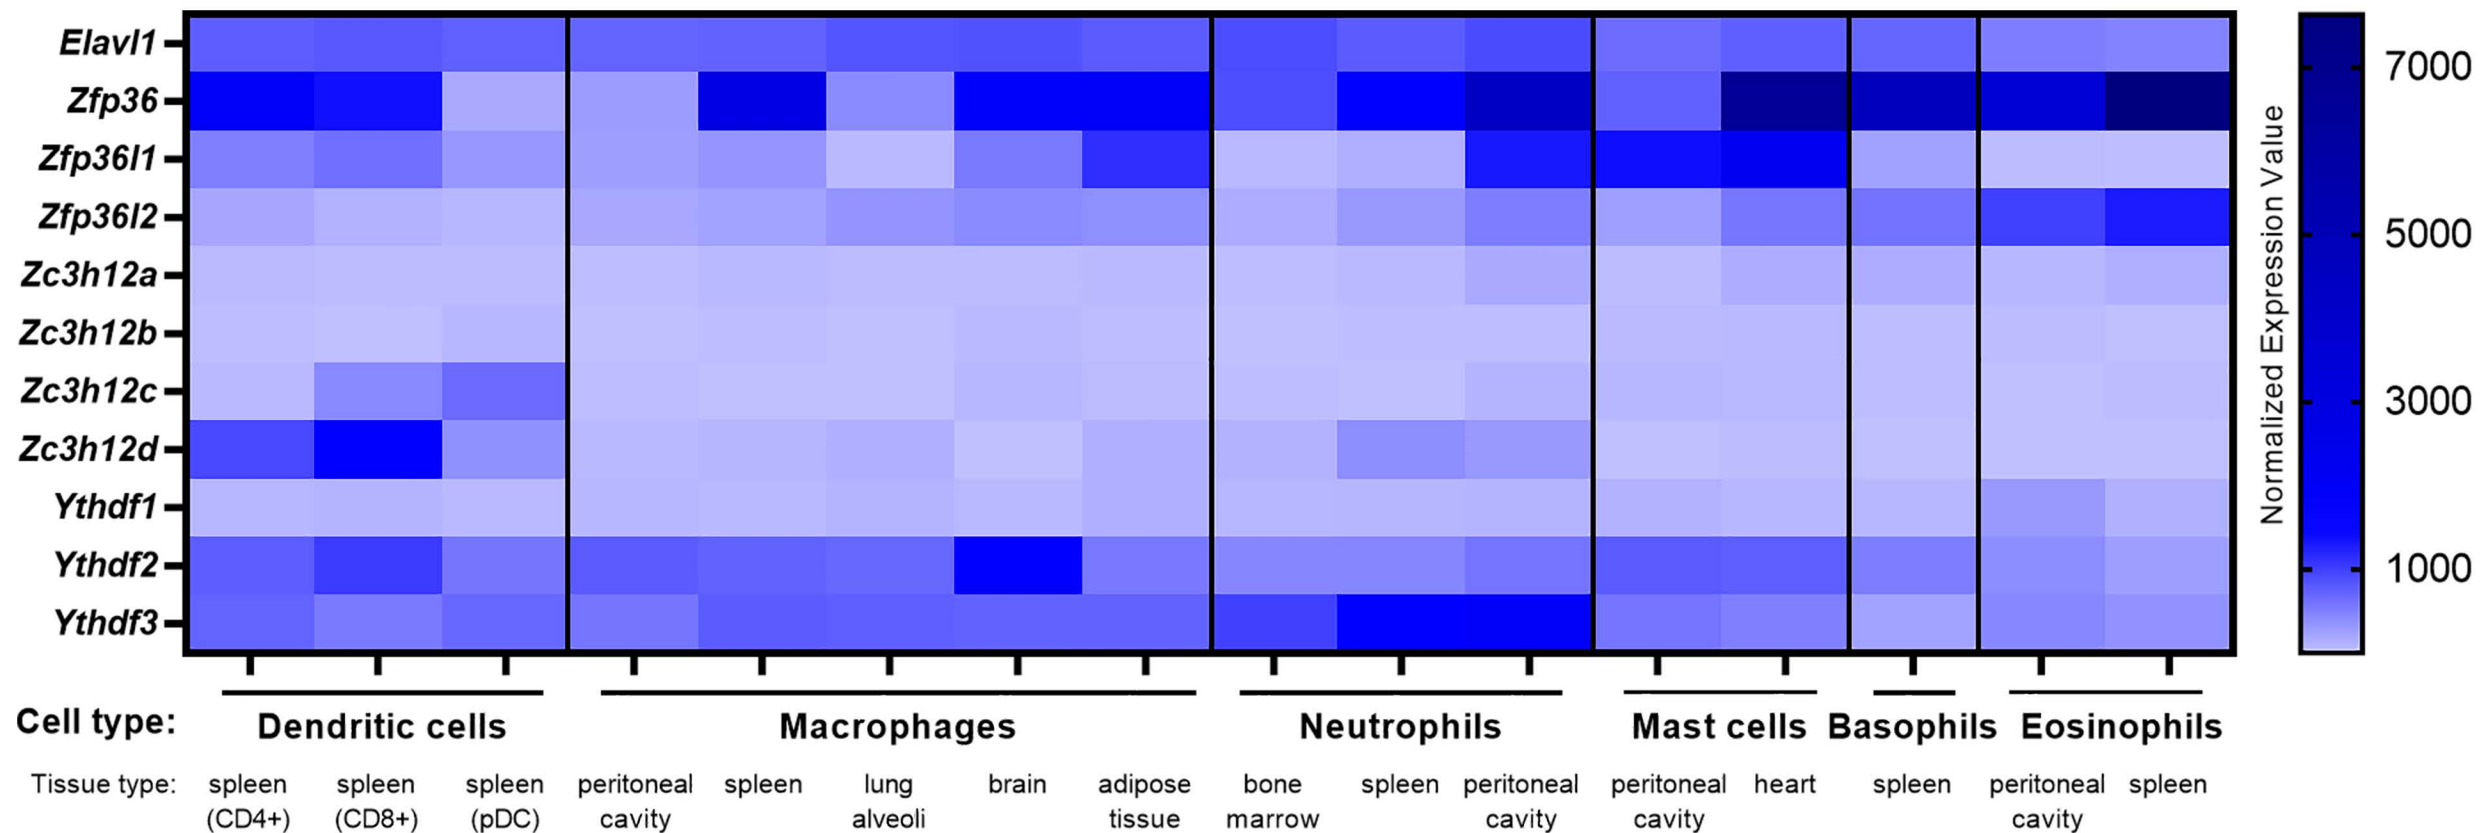 Elavl1
Zfp36
Zfp36l1
Zfp36l2
Zc3h12a
Zc3h12b
Zc3h12c
Zc3h12d
Ythdf1
Ythdf2
Ythdf3
Normalized Expression Value
7000
5000
3000
1000
Cell type: Dendritic cells Macrophages Neutrophils Mast cells Basophils Eosinophils
Tissue type: spleen spleen spleen peritoneal spleen lung brain adipose bone spleen peritoneal peritoneal heart spleen peritoneal spleen
(CD4+) (CD8+) (pDC) cavity alveoli tissue marrow cavity cavity cavity